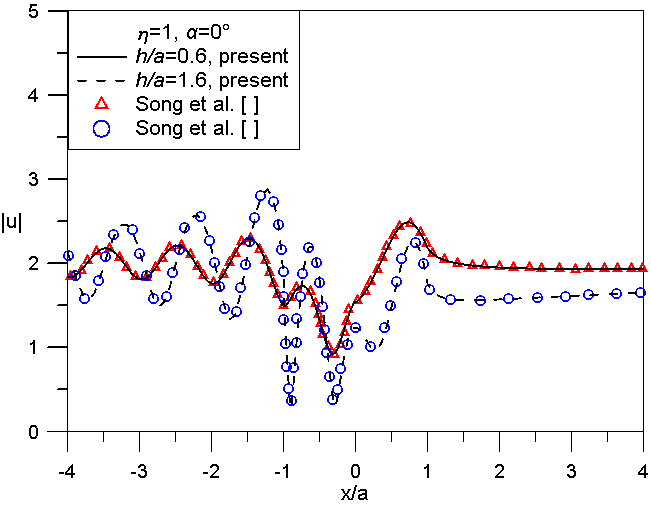 η=1, α=0°
h/a=0.6, present
h/a=1.6, present
Song et al. [ ]
Song et al. [ ]
5
4
3
2
1
0
|u|
-4 -3 -2 -1 0 1 2 3 4
x/a